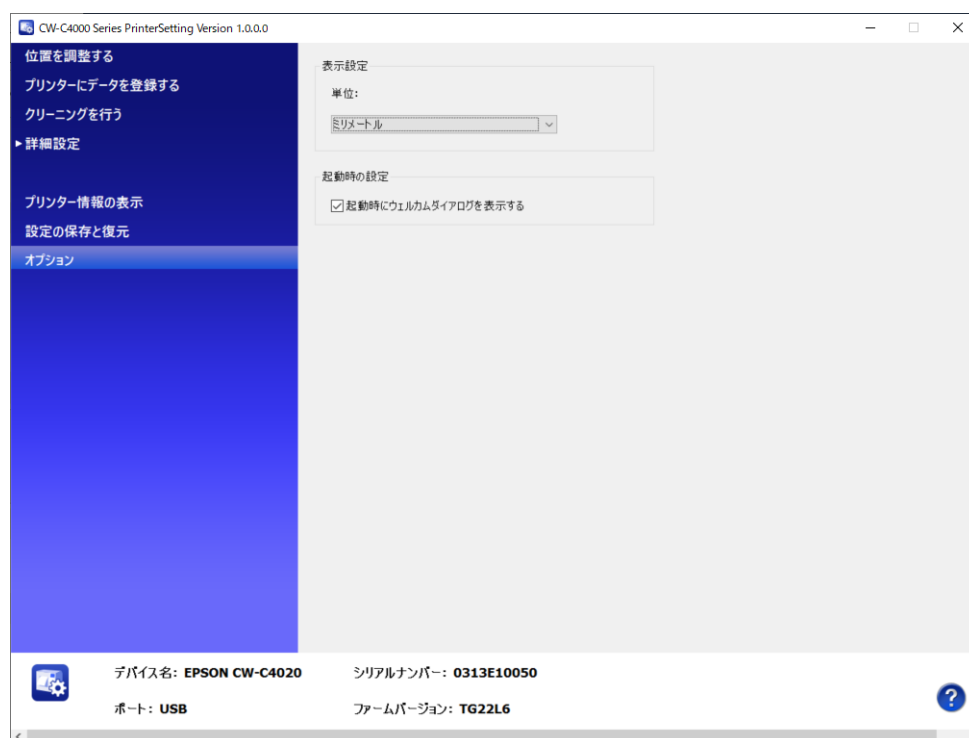 CW-C4000 Series PrinterSetting Version 1.0.0.0
位置を調整する
プリンターにデータを登録する
クリーニングを行う
詳細設定
プリンター情報の表示
設定の保存と復元
オプション
表示設定
単位:
ミリメートル
起動時の設定
起動時にウェルカムダイアログを表示する
デバイス名: EPSON CW-C4020
シリアルナンバー: 0313E10050
ポート: USB
ファームバージョン: TG22L6